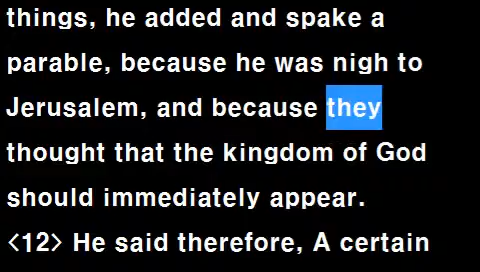 things, he added and spake a
parable, because he was nigh to
Jerusalem, and because they
thought that the kingdom of God
should immediately appear.
<12> He said therefore, A certain